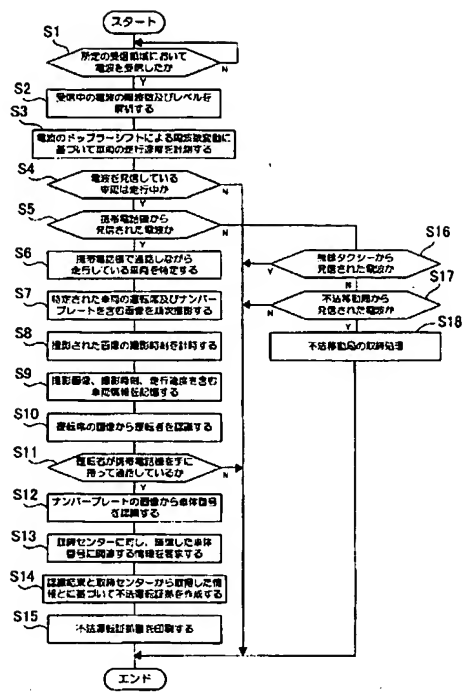 スタート
S1
所定の受信領域において
電波を受信したか
N
Y
S2
受信中の電波の周波数及びレベルを
解析する
S3
電波のドップラーシフトによる周波数変動に
基づいて車両の走行速度を計測する
S4
電波を発信している
車両は走行中か
N
Y
S5
携帯電話機から
発信された電波か
N
Y
S6
携帯電話機で通話しながら
走行している車両を特定する
S7
特定された車両の運転席及びナンバー
プレートを含む画像を順次撮影する
S8
撮影された画像の撮影時刻を計時する
S9
撮影画像、撮影時刻、走行速度を含む
車両情報を記憶する
S10
運転席の画像から運転者を認識する
S11
運転者が携帯電話機を手に
持って通話しているか
N
Y
S12
ナンバープレートの画像から車体番号
を認識する
S13
取締センターに対し、認識した車体
番号に関連する情報を要求する
S14
認識結果と取締センターから取得した情
報とに基づいて不法運転証拠を作成する
S15
不法運転証拠書を印刷する
エンド
S16
無線タクシーから
発信された電波か
Y
N
S17
不法移動局から
発信された電波か
N
Y
S18
不法移動局の取締処理